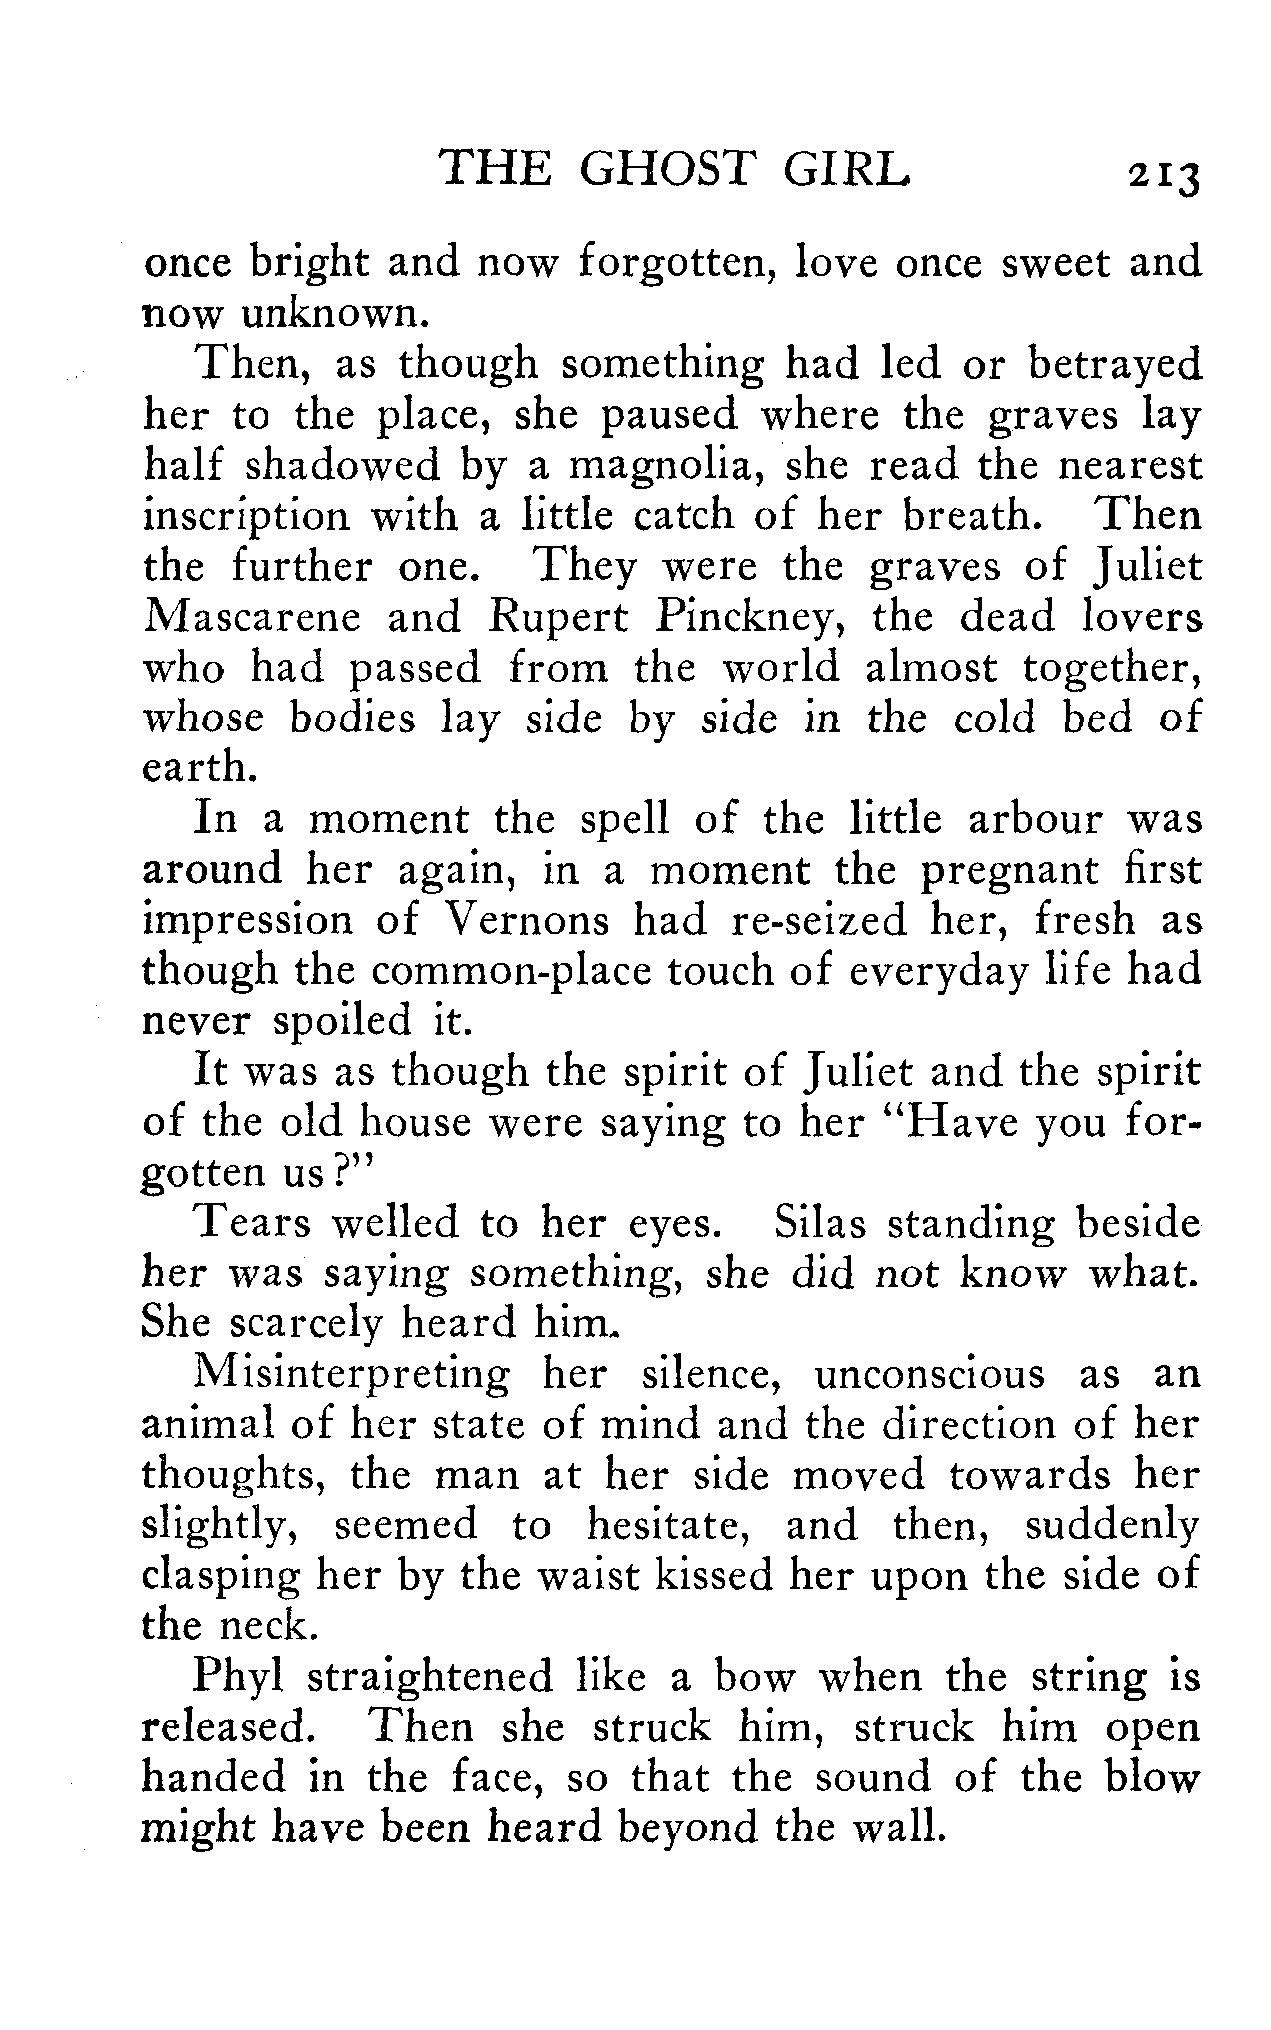 THE GHOST GIRL 213
once bright and now forgotten, love once sweet and
now unknown.
Then, as though something had led or betrayed
her to the place, she paused where the graves lay
half shadowed by a magnolia, she read the nearest
inscription with a little catch of her breath. Then
the further one. They were the graves of Juliet
Mascarene and Rupert Pinckney, the dead lovers
who had passed from the world almost together,
whose bodies lay side by side in the cold bed of
earth.
In a moment the spell of the little arbour was
around her again, in a moment the pregnant first
impression of Vernons had re-seized her, fresh as
though the common-place touch of everyday life had
never spoiled it.
It was as though the spirit of Juliet and the spirit
of the old house were saying to her "Have you for-
gotten us?"
Tears welled to her eyes. Silas standing beside
her was saying something, she did not know what.
She scarcely heard him.
Misinterpreting her silence, unconscious as an
animal of her state of mind and the direction of her
thoughts, the man at her side moved towards her
slightly, seemed to hesitate, and then, suddenly
clasping her by the waist kissed her upon the side of
the neck.
Phyl straightened like a bow when the string is
released. Then she struck him, struck him open
handed in the face, so that the sound of the blow
might have been heard beyond the wall.